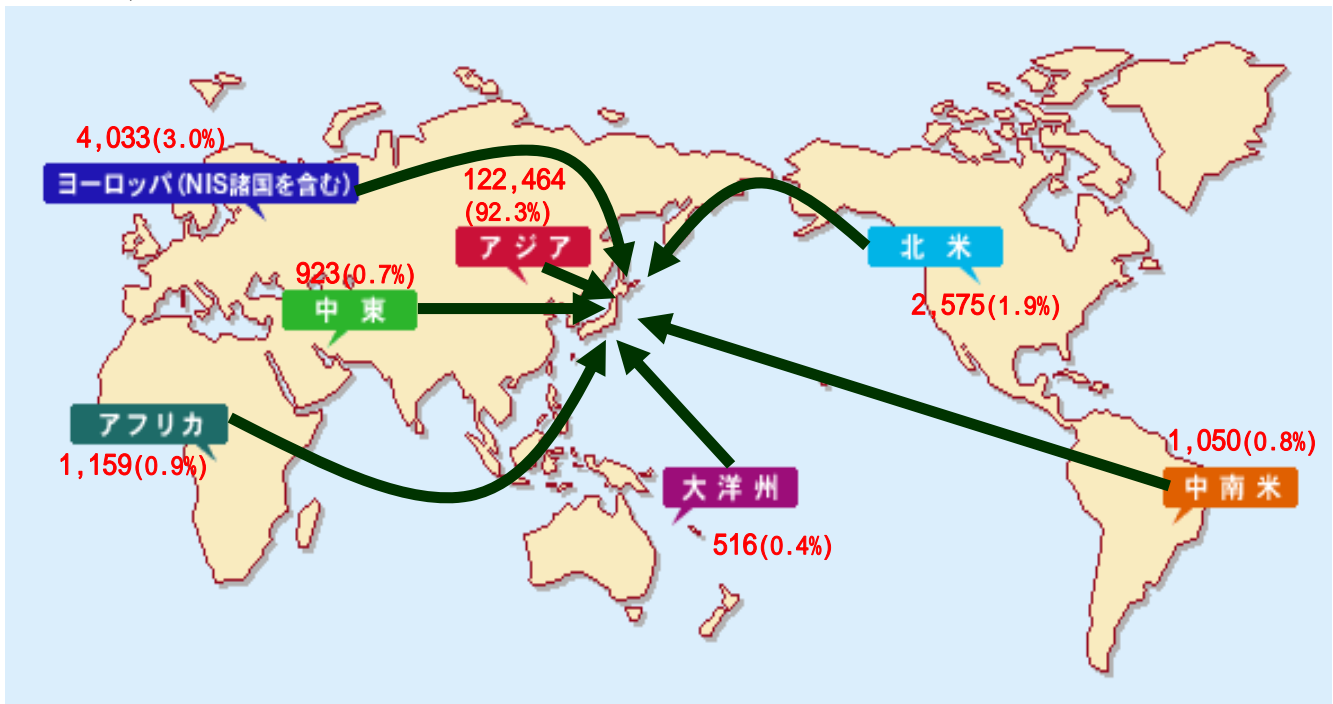 4,033(3.0%)
ヨーロッパ(NIS諸国を含む)
122,464
(92.3%)
アジア
北米
2,575(1.9%)
923(0.7%)
中東
アフリカ
1,159(0.9%)
大洋州
516(0.4%)
1,050(0.8%)
中南米